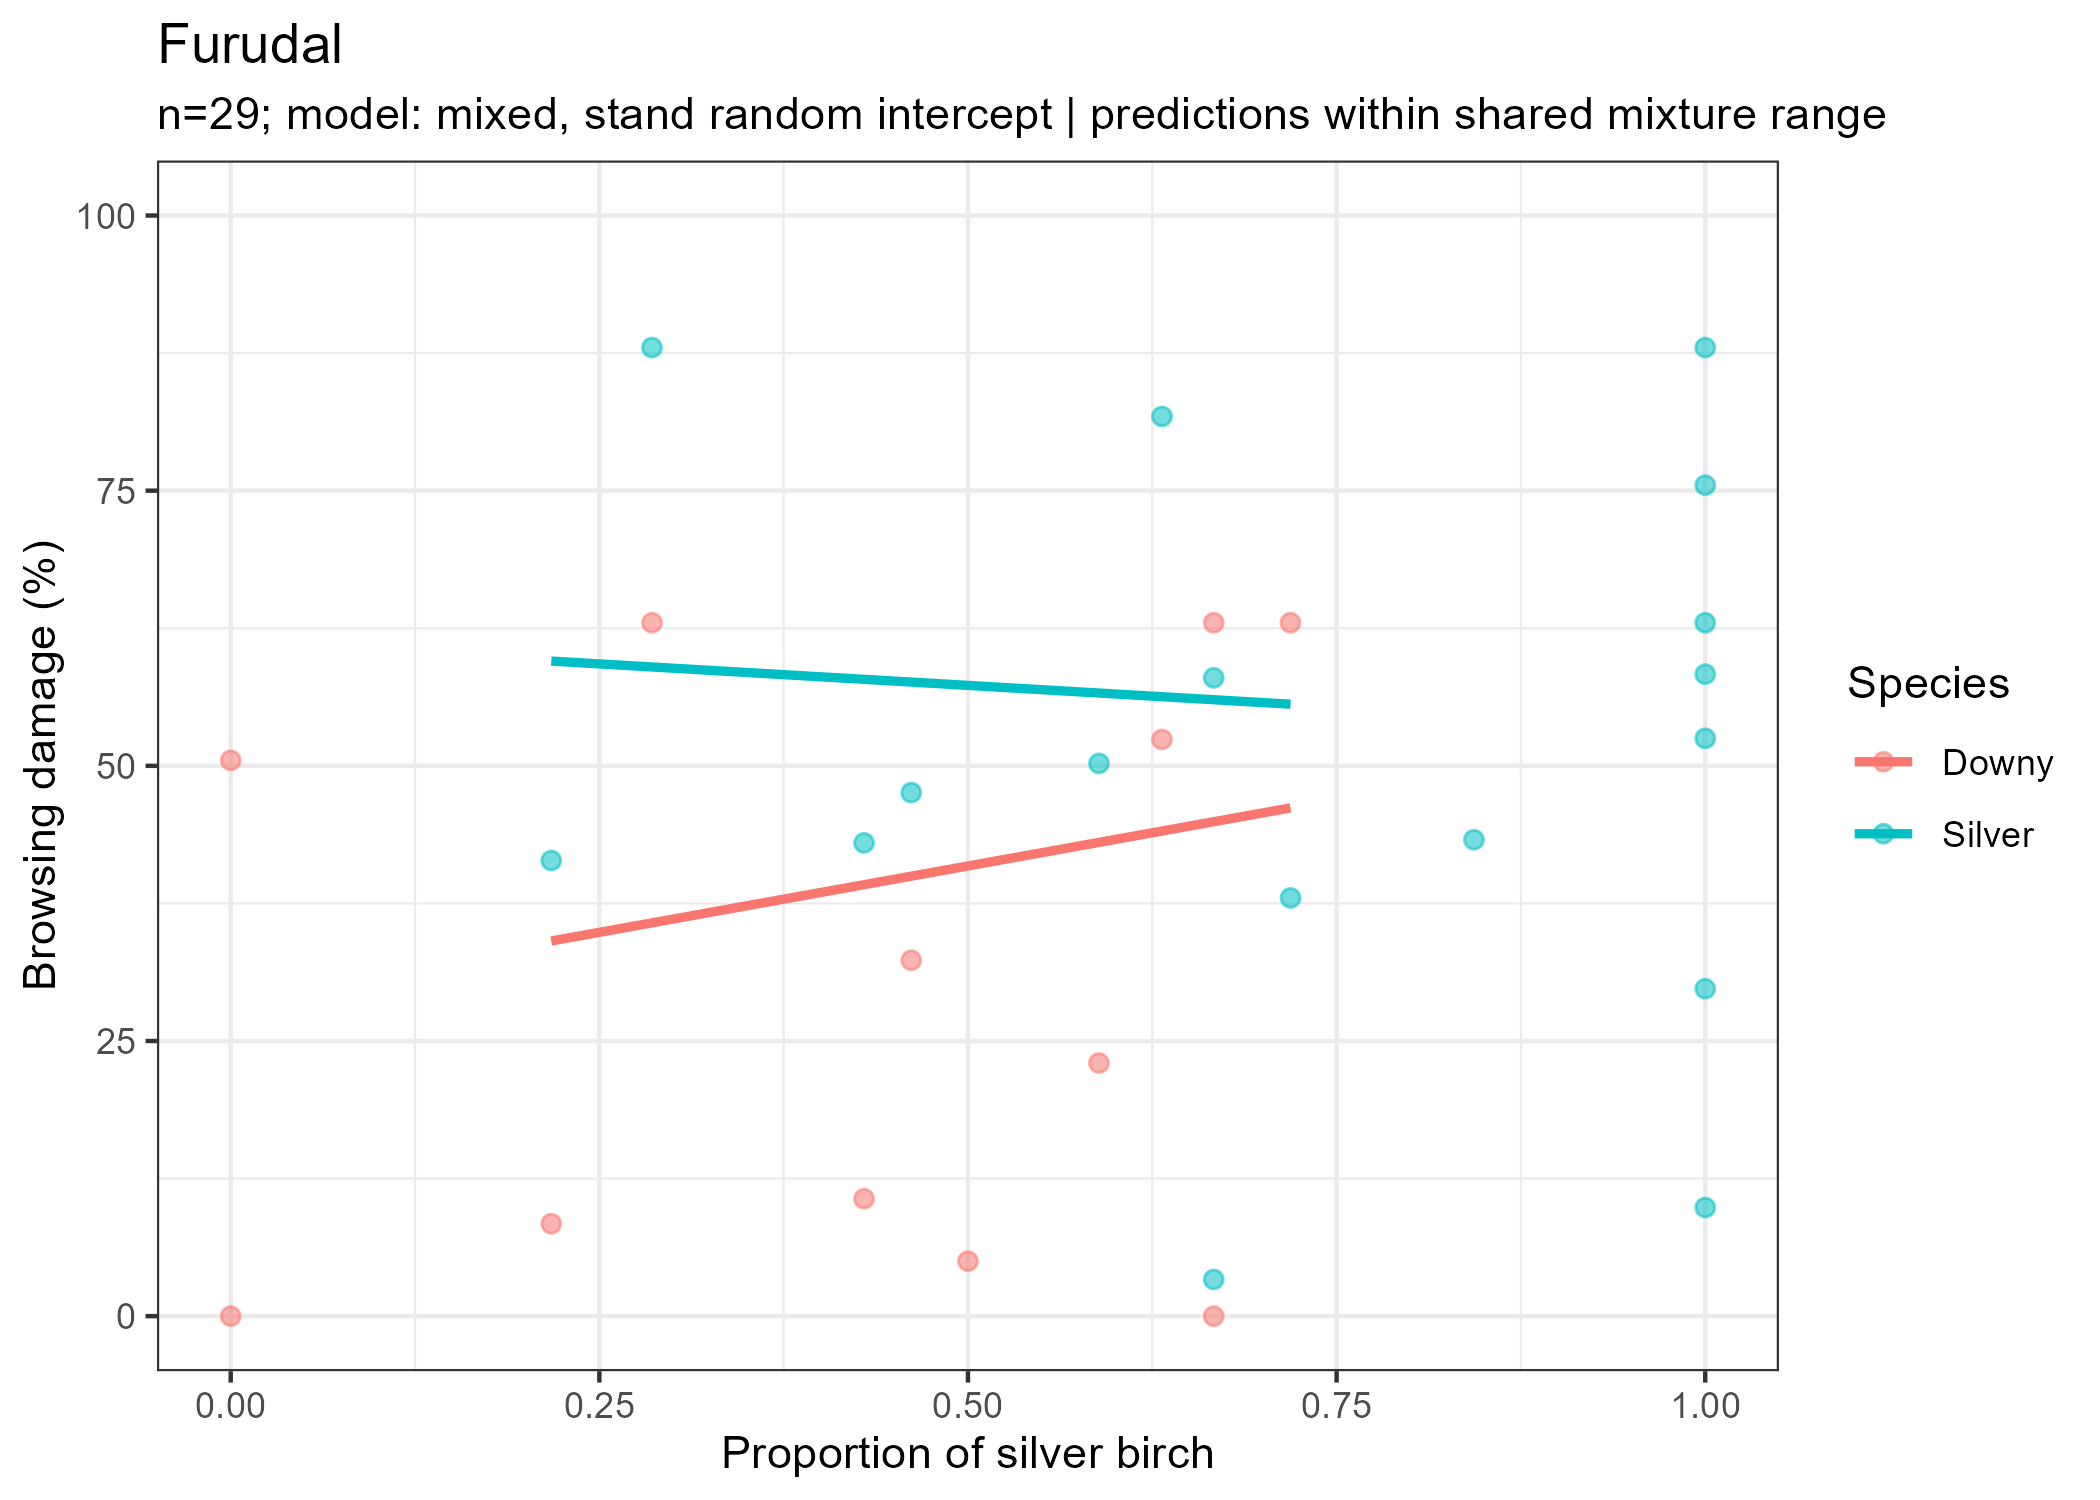 Furudal
n=29; model: mixed, stand random intercept | predictions within shared mixture range
100
75
50
25
0
Browsing damage (%)
0.00 0.25 0.50 0.75 1.00
Proportion of silver birch
Species
Downy
Silver